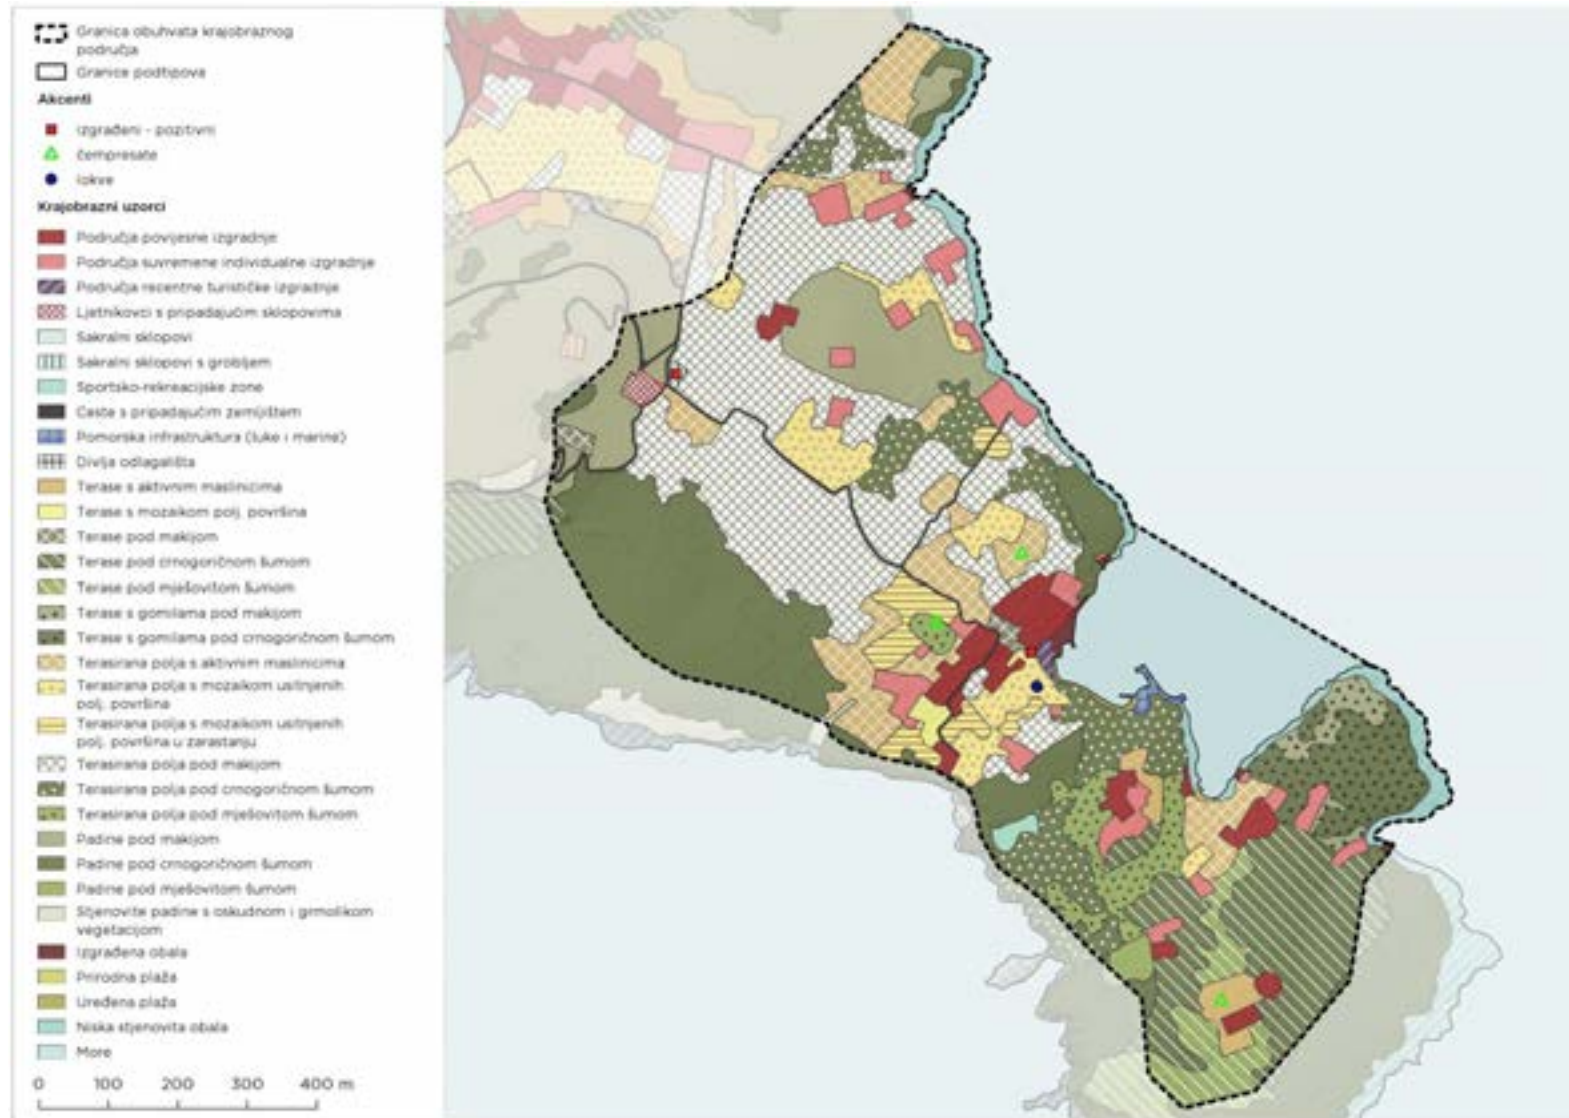 Granica obuhvata krajobraznog
područja
Granice podtipova
Akcenti
izgrađeni - pozitivni
čempresate
lokve
Krajobrazni uzorci
Područja povijesne izgradnje
Područja suvremene individualne izgradnje
Područja recentne turističke izgradnje
Ljetnikovci s pripadajućim sklopovima
Sakralni sklopovi
Sakralni sklopovi s grobljem
Sportsko-rekreacijske zone
Ceste s pripadajućim zemljištem
Pomorska infrastruktura (luke i marine)
Divlja odlagališta
Terase s aktivnim maslinicima
Terase s mozaikom polj. površina
Terase pod makijom
Terase pod crnogoričnom šumom
Terase pod mješovitom šumom
Terase s gomilama pod makijom
Terase s gomilama pod crnogoričnom šumom
Terasirana polja s aktivnim maslinicima
Terasirana polja s mozaikom usitnjenih
polj. površina
Terasirana polja s mozaikom usitnjenih
polj. površina u zarastanju
Terasirana polja pod makijom
Terasirana polja pod crnogoričnom šumom
Terasirana polja pod mješovitom šumom
Padine pod makijom
Padine pod crnogoričnom šumom
Padine pod mješovitom šumom
Stjenovite padine s oskudnom i grmolikom
vegetacijom
Izgrađena obala
Prirodna plaža
Uređena plaža
Niska stjenovita obala
More
0 100 200 300 400 m